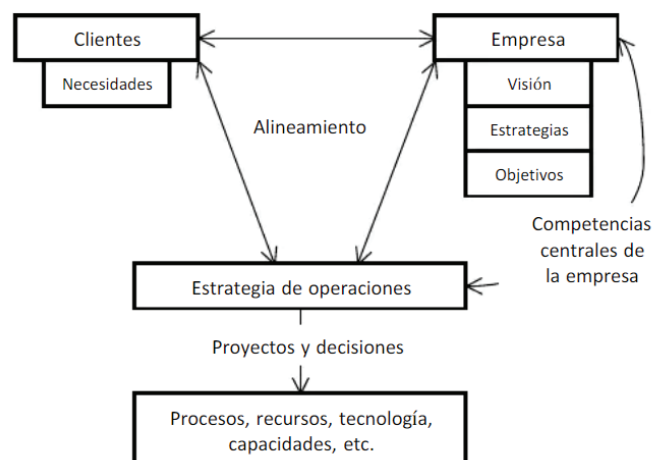 Clientes
Empresa
Necesidades
Visión
Estrategias
Objetivos
Alineamiento
Competencias
centrales de
la empresa
Estrategia de operaciones
Proyectos y decisiones
Procesos, recursos, tecnología,
capacidades, etc.